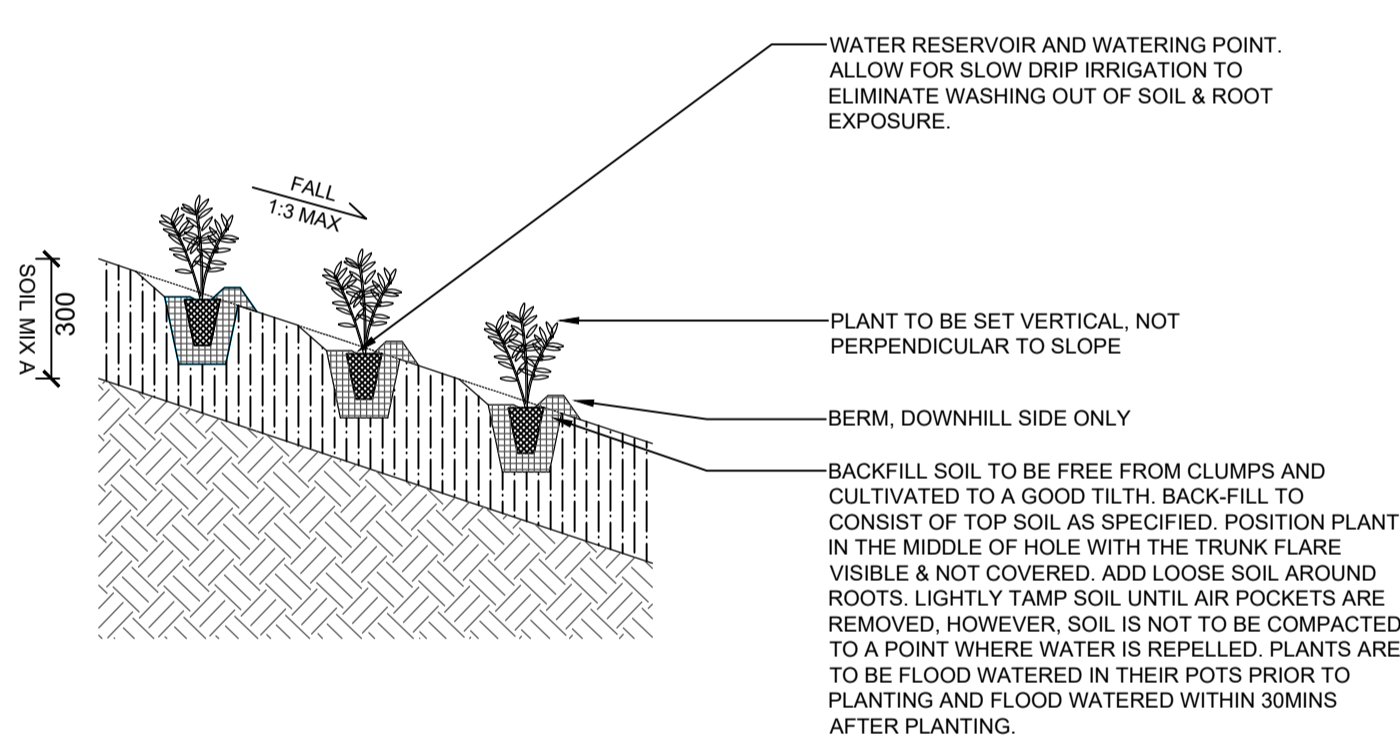 WATER RESERVOIR AND WATERING POINT.
ALLOW FOR SLOW DRIP IRRIGATION TO
ELIMINATE WASHING OUT OF SOIL & ROOT
EXPOSURE.
FALL
1:3 MAX
300
SOIL MIX A
PLANT TO BE SET VERTICAL, NOT
PERPENDICULAR TO SLOPE
BERM, DOWNHILL SIDE ONLY
BACKFILL SOIL TO BE FREE FROM CLUMPS AND
CULTIVATED TO A GOOD TILTH. BACK-FILL TO
CONSIST OF TOP SOIL AS SPECIFIED. POSITION PLANT
IN THE MIDDLE OF HOLE WITH THE TRUNK FLARE
VISIBLE & NOT COVERED. ADD LOOSE SOIL AROUND
ROOTS. LIGHTLY TAMP SOIL UNTIL AIR POCKETS ARE
REMOVED, HOWEVER, SOIL IS NOT TO BE COMPACTED
TO A POINT WHERE WATER IS REPELLED. PLANTS ARE
TO BE FLOOD WATERED IN THEIR POTS PRIOR TO
PLANTING AND FLOOD WATERED WITHIN 30MINS
AFTER PLANTING.